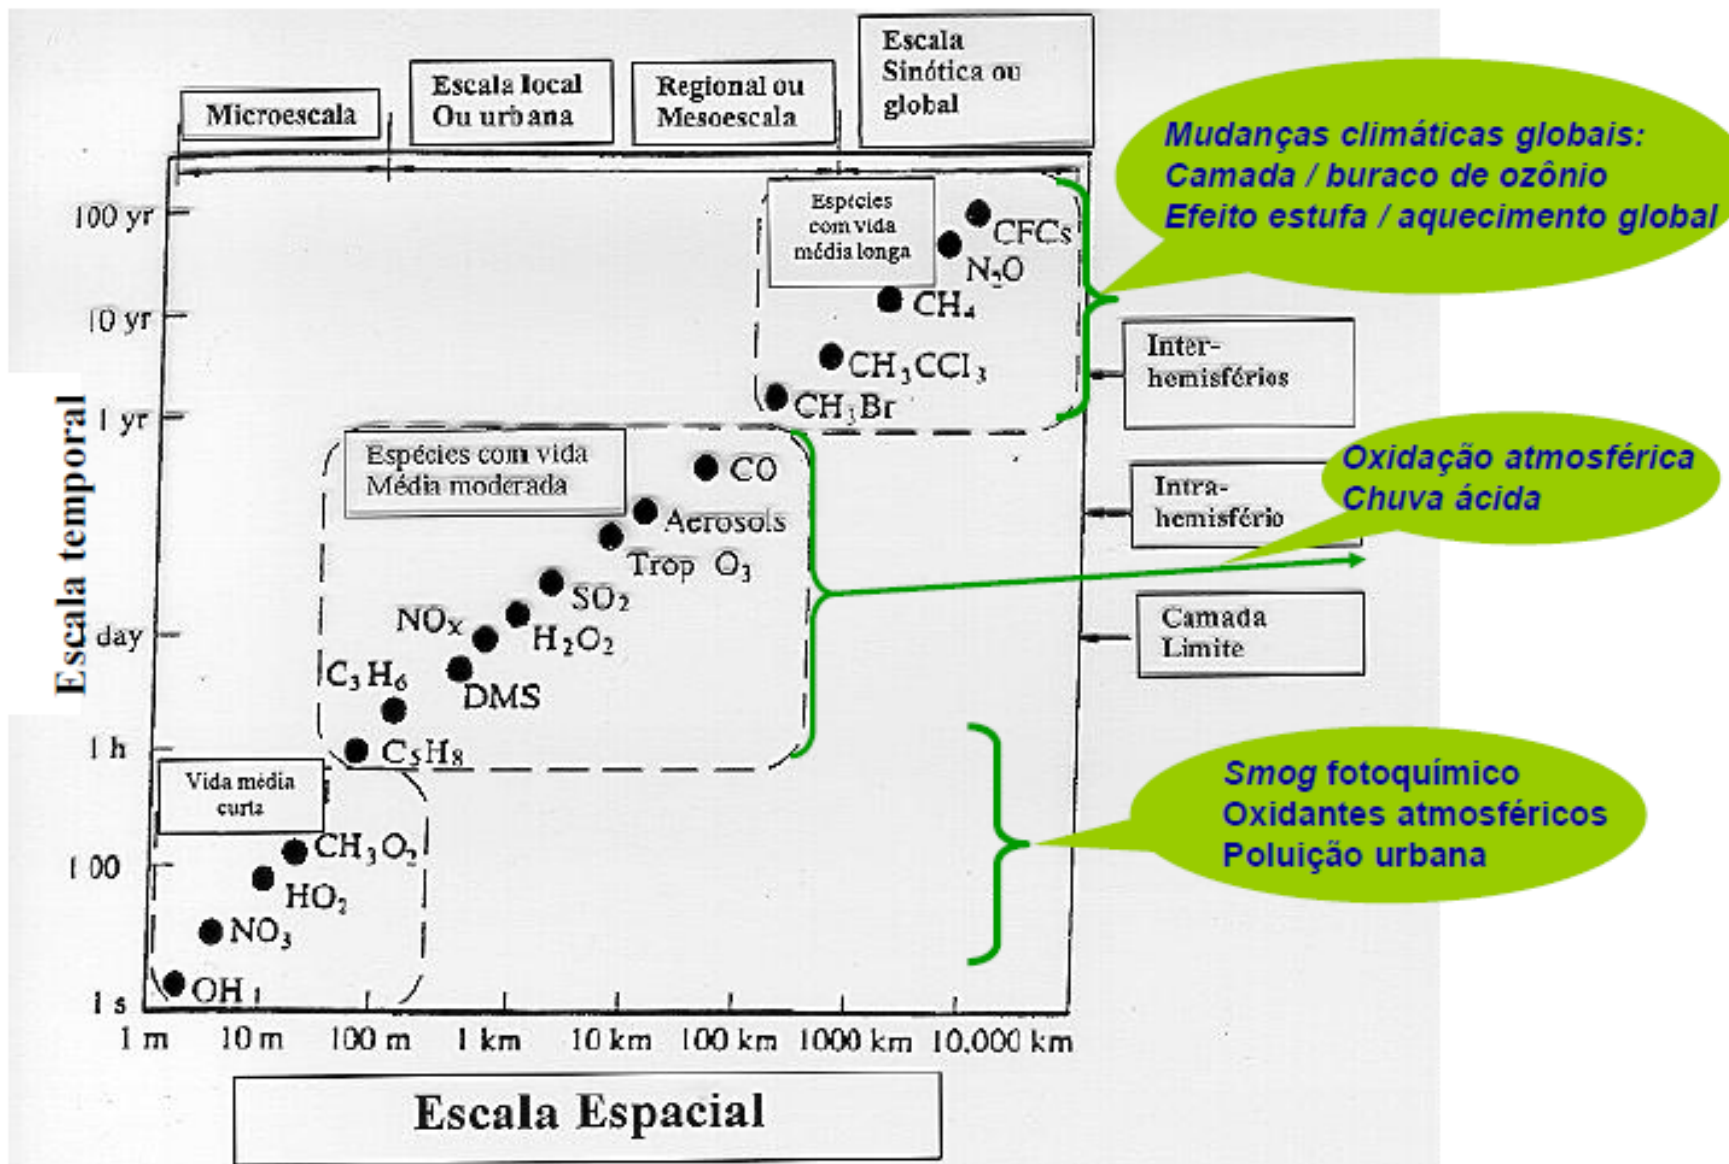 Microescala
Escala local
Ou urbana
Regional ou
Mesoescala
Escala
Sinótica ou
global
Mudanças climáticas globais:
Camada / buraco de ozônio
Efeito estufa / aquecimento global
Escala temporal
100 yr
10 yr
1 yr
day
1 h
100
1 s
Espécies
com vida
média longa
CFCs
N₂O
CH₄
CH₃CCl₃
CH₃Br
Inter-
hemisférios
Espécies com vida
Média moderada
CO
Aerosols
Trop O₃
SO₂
NOₓ
H₂O₂
C₃H₆
DMS
C₅H₈
Intra-
hemisfério
Oxidação atmosférica
Chuva ácida
Camada
Limite
Vida média
curta
CH₃O₂
HO₂
NO₃
OH
Smog fotoquímico
Oxidantes atmosféricos
Poluição urbana
1 m
10 m
100 m
1 km
10 km
100 km
1000 km
10,000 km
Escala Espacial